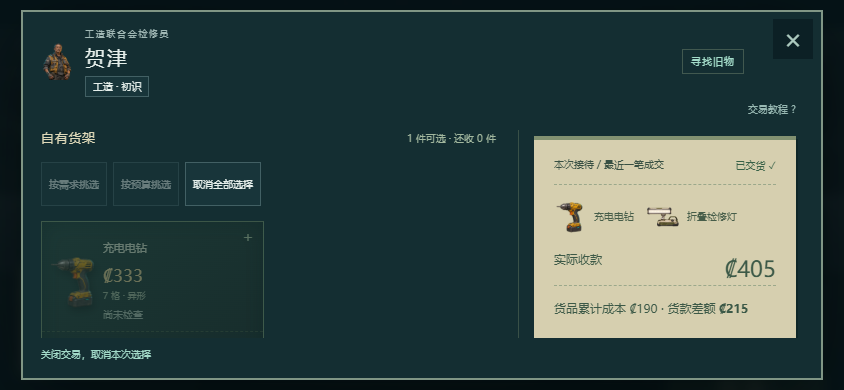 工造联合会检修员
贺津
工造 · 初识
寻找旧物
×
交易教程 ?
自有货架
1 件可选 · 还收 0 件
按需求挑选
按预算挑选
取消全部选择
充电电钻
+
₡333
7 格 · 异形
尚未检查
关闭交易，取消本次选择
本次接待 / 最近一笔成交
已交货 ✓
充电电钻
折叠检修灯
实际收款
₡405
货品累计成本 ₡190 · 货款差额 ₡215